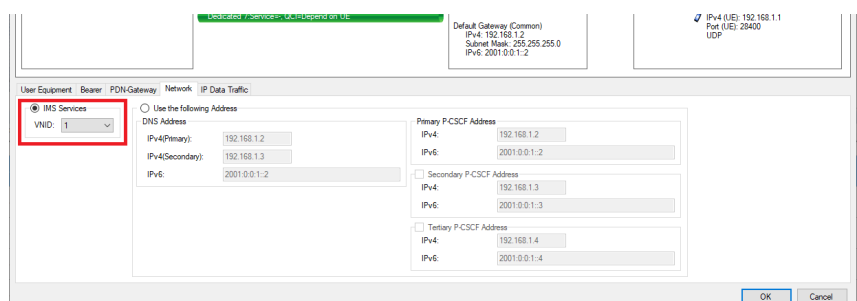 Dedicated 7:Service=-, QCI=Depend on UE
Default Gateway (Common)
IPv4: 192.168.1.2
Subnet Mask: 255.255.255.0
IPv6: 2001:0:0:1::2
IPv4 (UE): 192.168.1.1
Port (UE): 28400
UDP
User Equipment Bearer PDN-Gateway Network IP Data Traffic
IMS Services
VNID: 1
Use the following Address
DNS Address
IPv4(Primary): 192.168.1.2
IPv4(Secondary): 192.168.1.3
IPv6: 2001:0:0:1::2
Primary P-CSCF Address
IPv4: 192.168.1.2
IPv6: 2001:0:0:1::2
Secondary P-CSCF Address
IPv4: 192.168.1.3
IPv6: 2001:0:0:1::3
Tertiary P-CSCF Address
IPv4: 192.168.1.4
IPv6: 2001:0:0:1::4
OK Cancel